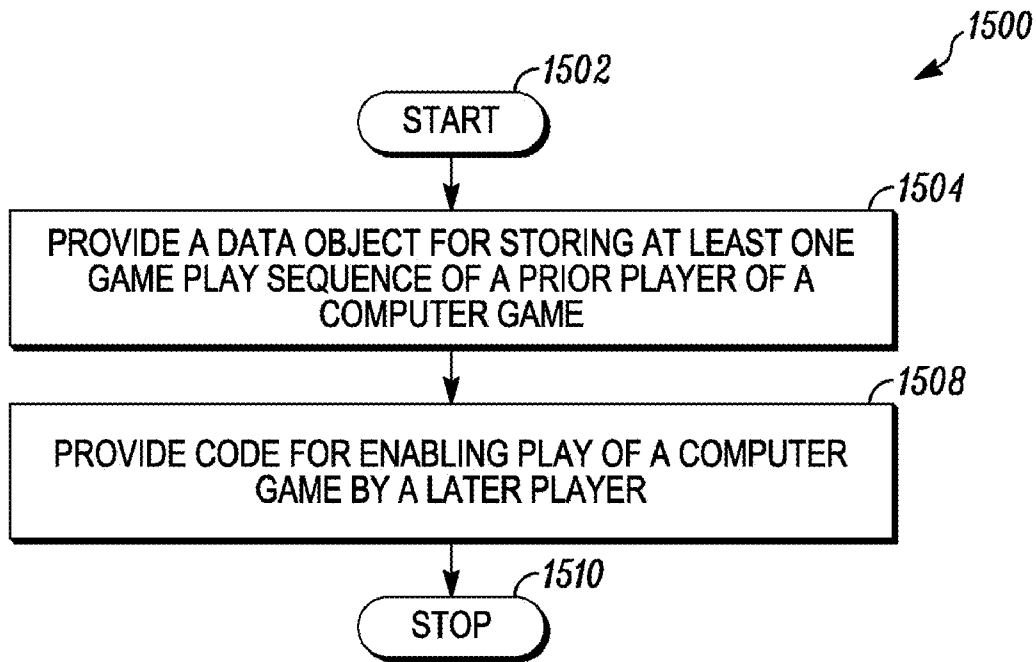 1500
1502
START
1504
PROVIDE A DATA OBJECT FOR STORING AT LEAST ONE
GAME PLAY SEQUENCE OF A PRIOR PLAYER OF A
COMPUTER GAME
1508
PROVIDE CODE FOR ENABLING PLAY OF A COMPUTER
GAME BY A LATER PLAYER
1510
STOP